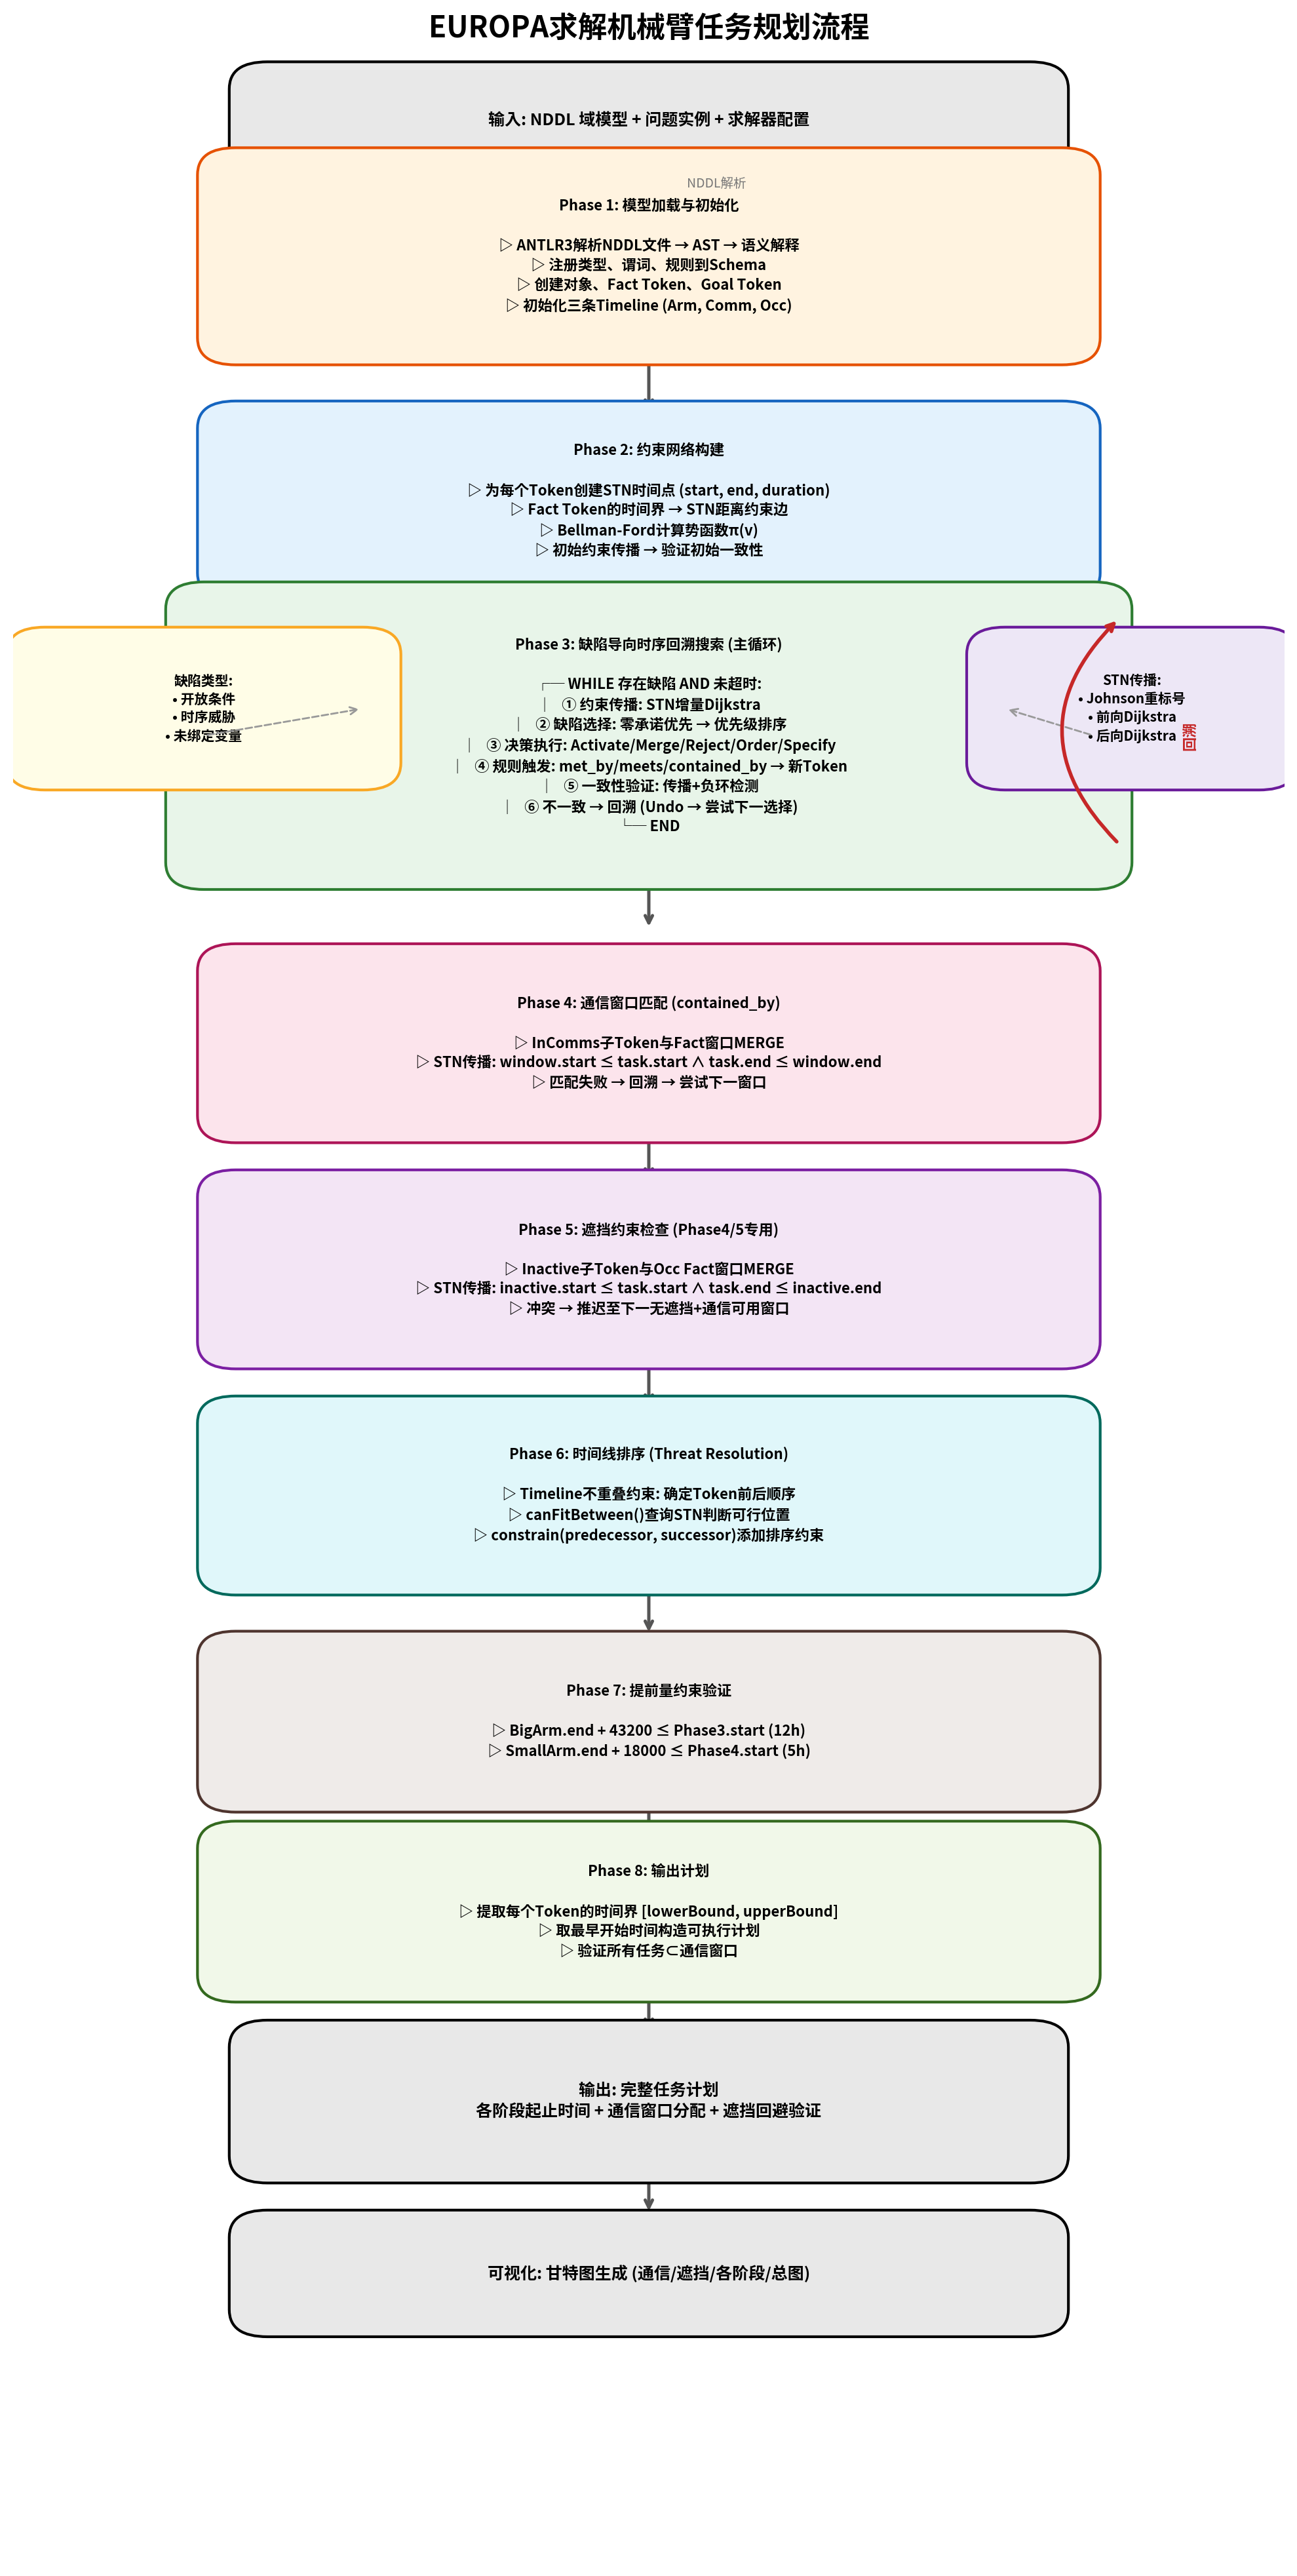 EUROPA求解机械臂任务规划流程
输入: NDDL 域模型 + 问题实例 + 求解器配置
NDDL解析
Phase 1: 模型加载与初始化
▷ ANTLR3解析NDDL文件 → AST → 语义解释
▷ 注册类型、谓词、规则到Schema
▷ 创建对象、Fact Token、Goal Token
▷ 初始化三条Timeline (Arm, Comm, Occ)
Phase 2: 约束网络构建
▷ 为每个Token创建STN时间点 (start, end, duration)
▷ Fact Token的时间界 → STN距离约束边
▷ Bellman-Ford计算势函数π(v)
▷ 初始约束传播 → 验证初始一致性
Phase 3: 缺陷导向时序回溯搜索 (主循环)
┌── WHILE 存在缺陷 AND 未超时:
│ ① 约束传播: STN增量Dijkstra
│ ② 缺陷选择: 零承诺优先 → 优先级排序
│ ③ 决策执行: Activate/Merge/Reject/Order/Specify
│ ④ 规则触发: met_by/meets/contained_by → 新Token
│ ⑤ 一致性验证: 传播+负环检测
│ ⑥ 不一致 → 回溯 (Undo → 尝试下一选择)
└── END
缺陷类型:
• 开放条件
• 时序威胁
• 未绑定变量
STN传播:
• Johnson重标号
• 前向Dijkstra
• 后向Dijkstra
Phase 4: 通信窗口匹配 (contained_by)
▷ InComms子Token与Fact窗口MERGE
▷ STN传播: window.start ≤ task.start ∧ task.end ≤ window.end
▷ 匹配失败 → 回溯 → 尝试下一窗口
Phase 5: 遮挡约束检查 (Phase4/5专用)
▷ Inactive子Token与Occ Fact窗口MERGE
▷ STN传播: inactive.start ≤ task.start ∧ task.end ≤ inactive.end
▷ 冲突 → 推迟至下一无遮挡+通信可用窗口
Phase 6: 时间线排序 (Threat Resolution)
▷ Timeline不重叠约束: 确定Token前后顺序
▷ canFitBetween()查询STN判断可行位置
▷ constrain(predecessor, successor)添加排序约束
Phase 7: 提前量约束验证
▷ BigArm.end + 43200 ≤ Phase3.start (12h)
▷ SmallArm.end + 18000 ≤ Phase4.start (5h)
Phase 8: 输出计划
▷ 提取每个Token的时间界 [lowerBound, upperBound]
▷ 取最早开始时间构造可执行计划
▷ 验证所有任务⊂通信窗口
输出: 完整任务计划
各阶段起止时间 + 通信窗口分配 + 遮挡回避验证
可视化: 甘特图生成 (通信/遮挡/各阶段/总图)